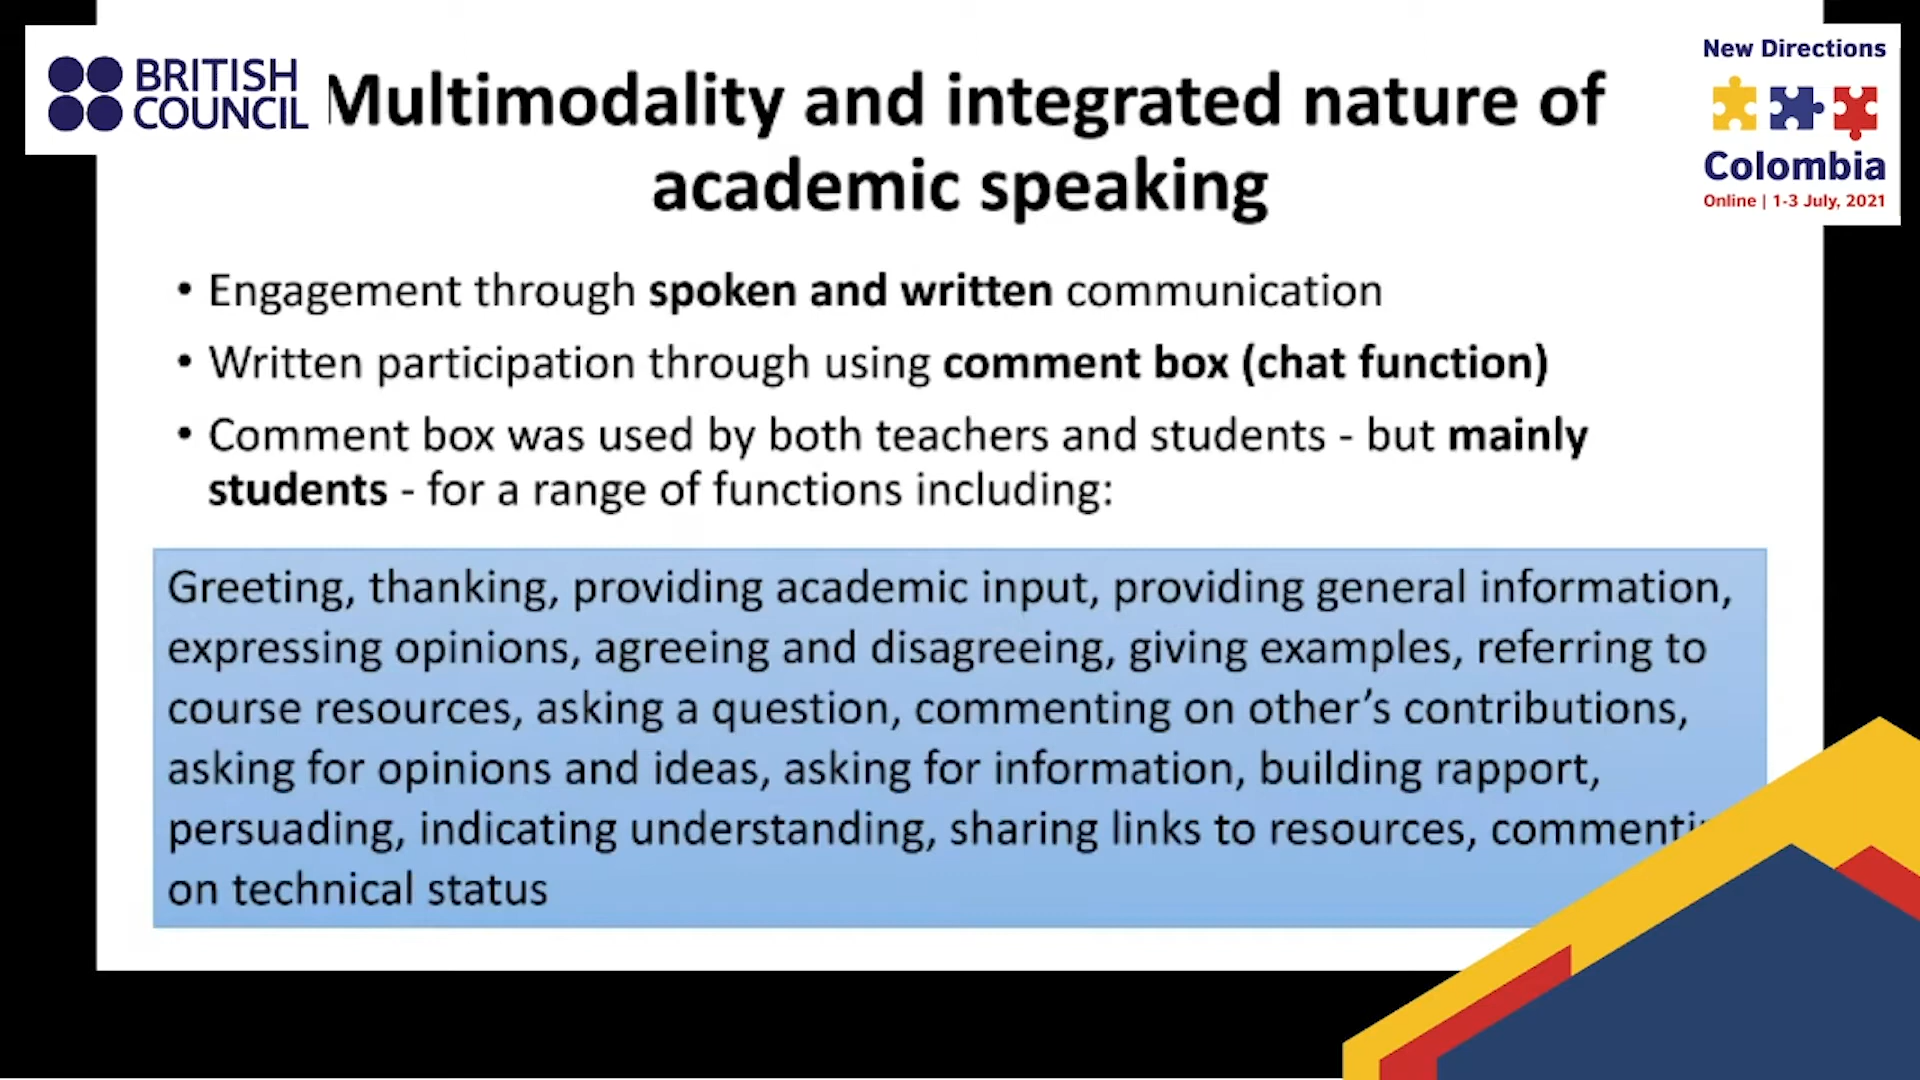 BRITISH
COUNCIL
Multimodality and integrated nature of
academic speaking
New Directions
Colombia
Online | 1-3 July, 2021
• Engagement through spoken and written communication
• Written participation through using comment box (chat function)
• Comment box was used by both teachers and students - but mainly
students - for a range of functions including:
Greeting, thanking, providing academic input, providing general information,
expressing opinions, agreeing and disagreeing, giving examples, referring to
course resources, asking a question, commenting on other’s contributions,
asking for opinions and ideas, asking for information, building rapport,
persuading, indicating understanding, sharing links to resources,
on technical status